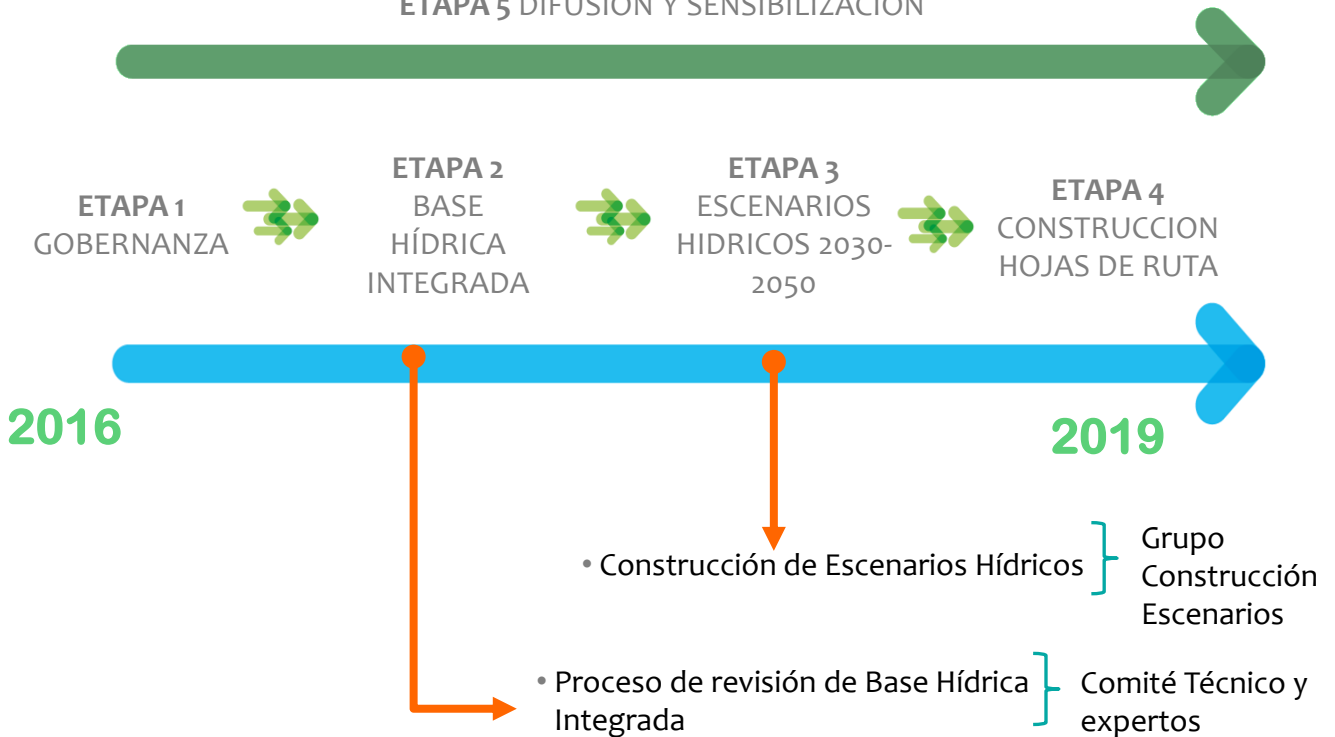 ETAPA 5 DIFUSIÓN Y SENSIBILIZACIÓN
ETAPA 1
GOBERNANZA
ETAPA 2
BASE
HÍDRICA
INTEGRADA
ETAPA 3
ESCENARIOS
HIDRICOS 2030-
2050
ETAPA 4
CONSTRUCCION
HOJAS DE RUTA
2016
2019
• Construcción de Escenarios Hídricos
Grupo
Construcción
Escenarios
• Proceso de revisión de Base Hídrica
Integrada
Comité Técnico y
expertos